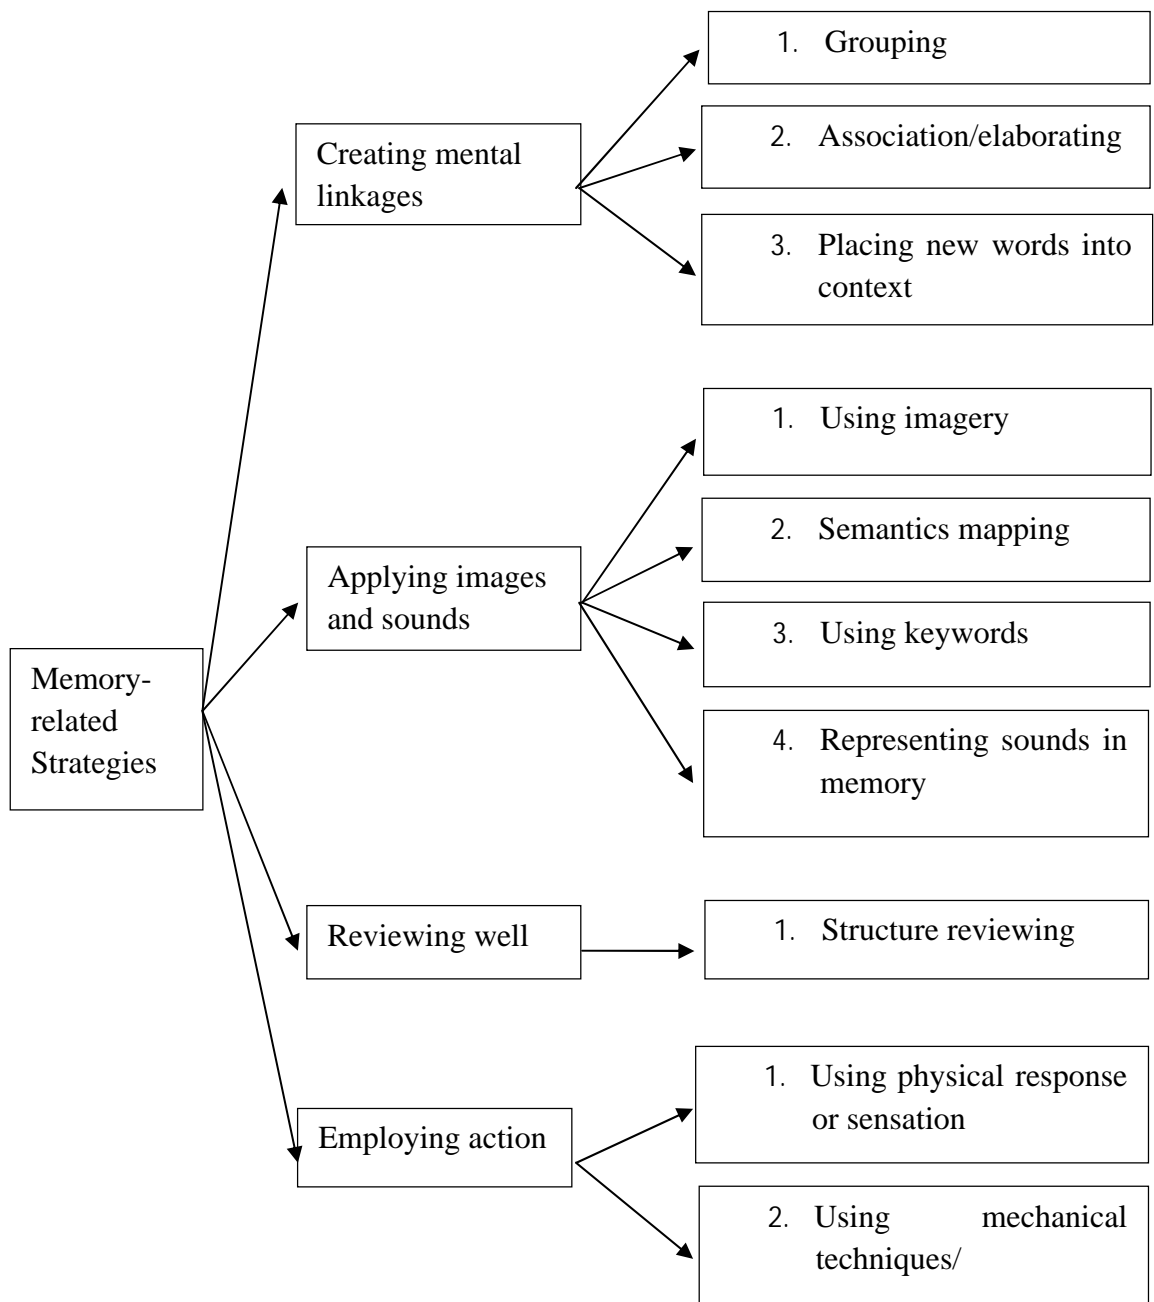 1. Grouping
2. Association/elaborating
Creating mental
linkages
3. Placing new words into
context
1. Using imagery
2. Semantics mapping
Applying images
and sounds
3. Using keywords
Memory-
related
Strategies
4. Representing sounds in
memory
Reviewing well
1. Structure reviewing
1. Using physical response
or sensation
Employing action
2. Using mechanical
techniques/